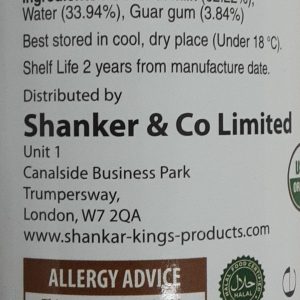 Water (33.94%), Guar gum (3.84%)
Best stored in cool, dry place (Under 18 °C).
Shelf Life 2 years from manufacture date.
Distributed by
Shanker & Co Limited
Unit 1
Canalside Business Park
Trumpersway,
London, W7 2QA
www.shankar-kings-products.com
ALLERGY ADVICE
حلال
HALAL